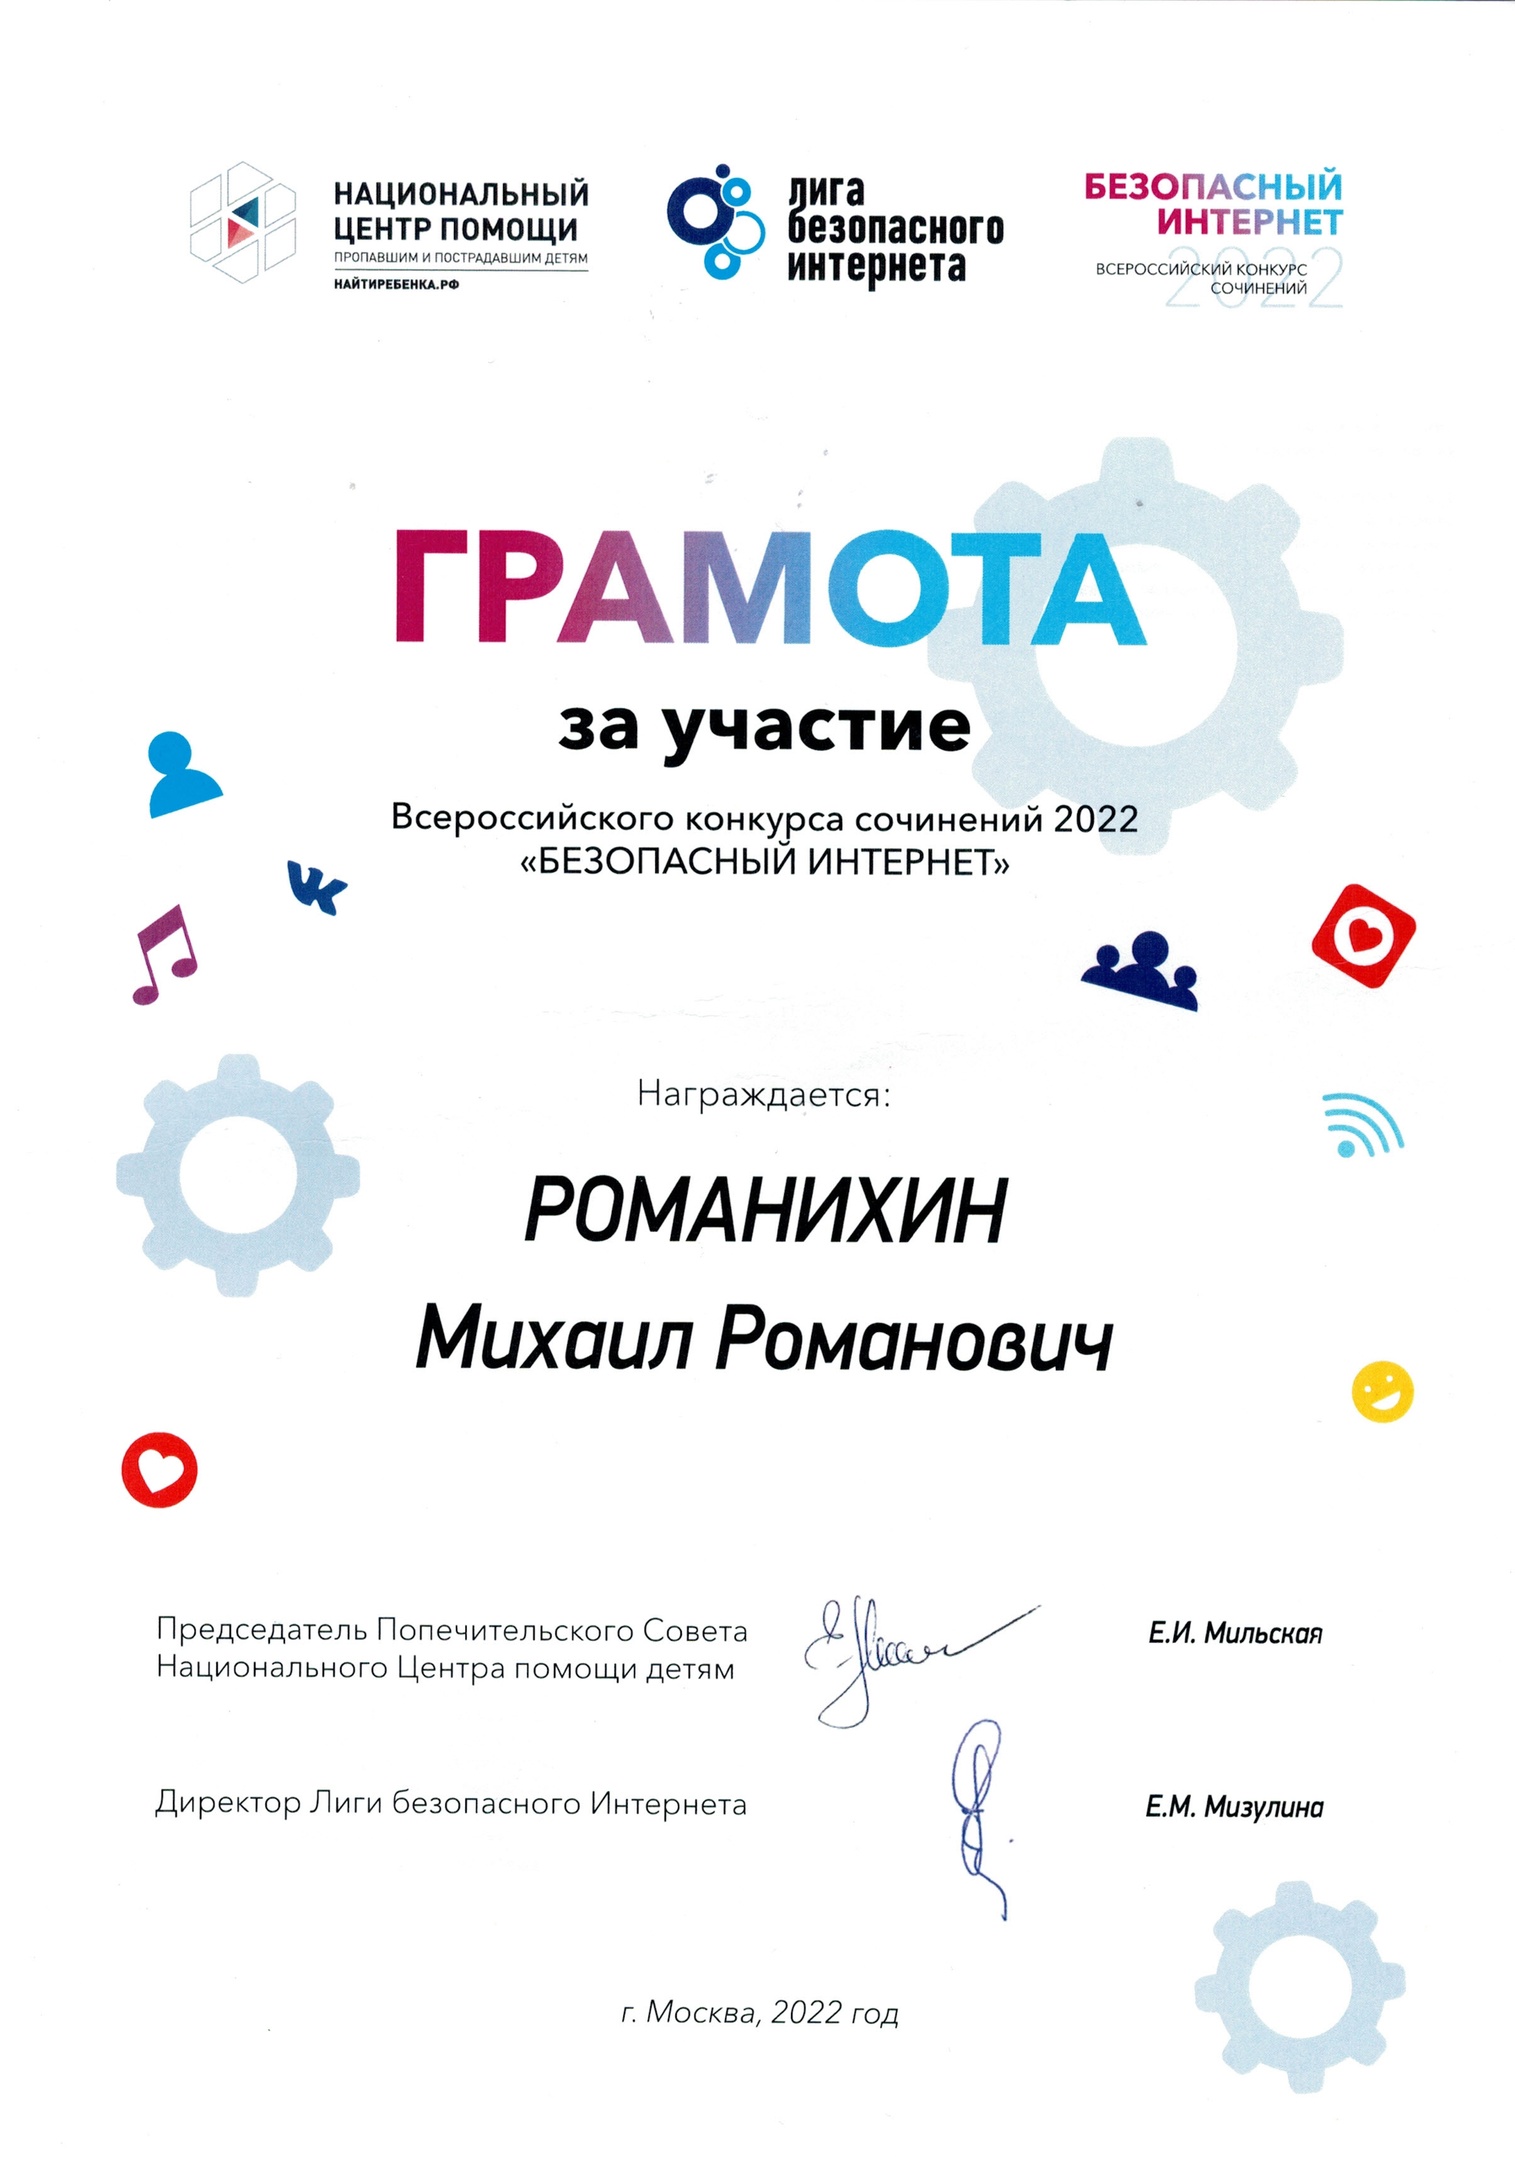 НАЦИОНАЛЬНЫЙ
ЦЕНТР ПОМОЩИ
ПРОПАВШИМ И ПОСТРАДАВШИМ ДЕТЯМ
НАЙТИРЕБЕНКА.РФ
лига
безопасного
интернета
БЕЗОПАСНЫЙ
ИНТЕРНЕТ
2022
ВСЕРОССИЙСКИЙ КОНКУРС
СОЧИНЕНИЙ
ГРАМОТА
за участие
Всероссийского конкурса сочинений 2022
«БЕЗОПАСНЫЙ ИНТЕРНЕТ»
Награждается:
РОМАНИХИН
Михаил Романович
Председатель Попечительского Совета
Национального Центра помощи детям
Е.И. Мильская
Директор Лиги безопасного Интернета
Е.М. Мизулина
г. Москва, 2022 год